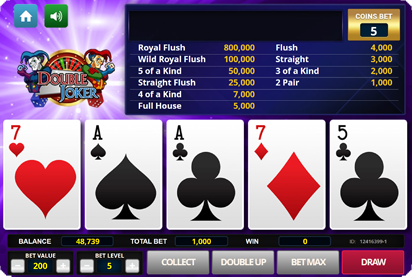 COINS BET
5
Royal Flush 800,000 Flush 4,000
Wild Royal Flush 100,000 Straight 3,000
5 of a Kind 50,000 3 of a Kind 2,000
Straight Flush 25,000 2 Pair 1,000
4 of a Kind 7,000
Full House 5,000
DOUBLE
JOKER
7 A A 7 5
BALANCE 48,739 TOTAL BET 1,000 WIN 0 ID: 12416399-1
BET VALUE BET LEVEL
- 200 + - 5 + COLLECT DOUBLE UP BET MAX DRAW